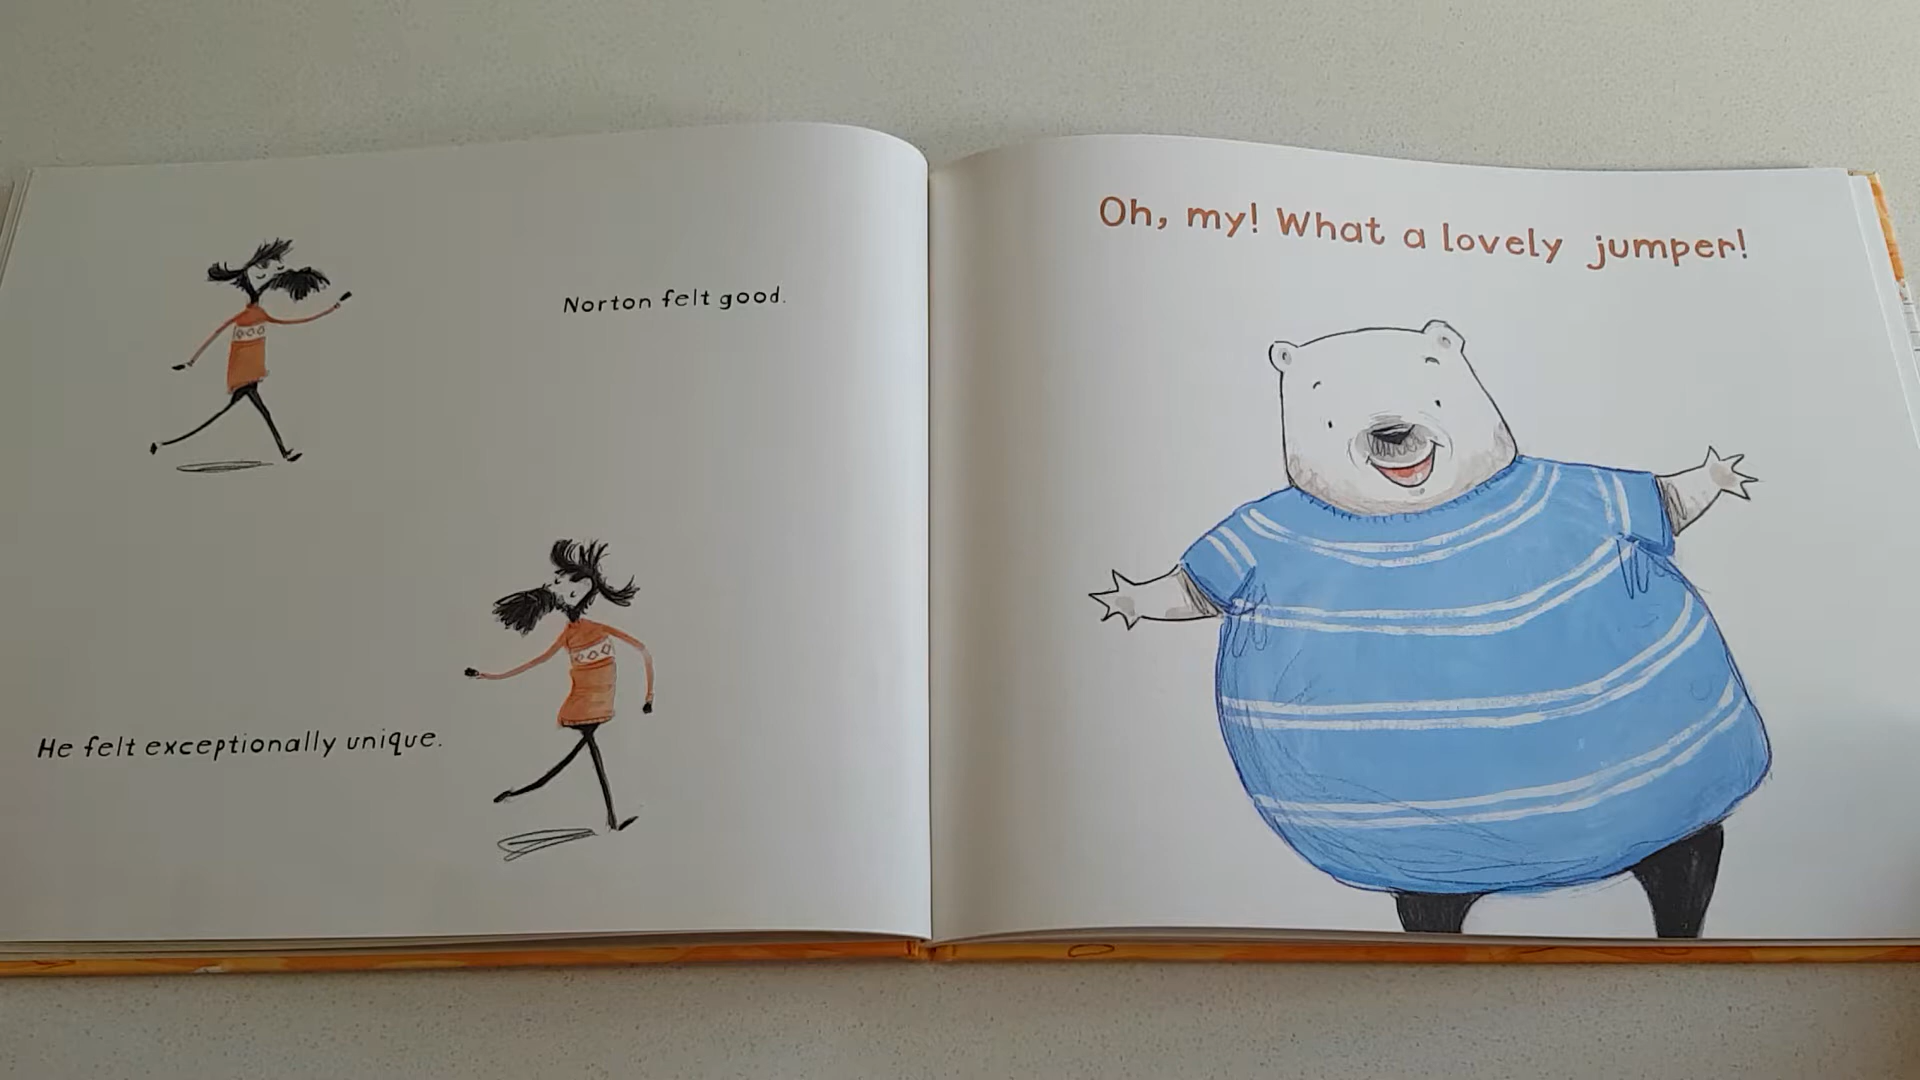 Norton felt good.
He felt exceptionally unique.
Oh, my! What a lovely jumper!